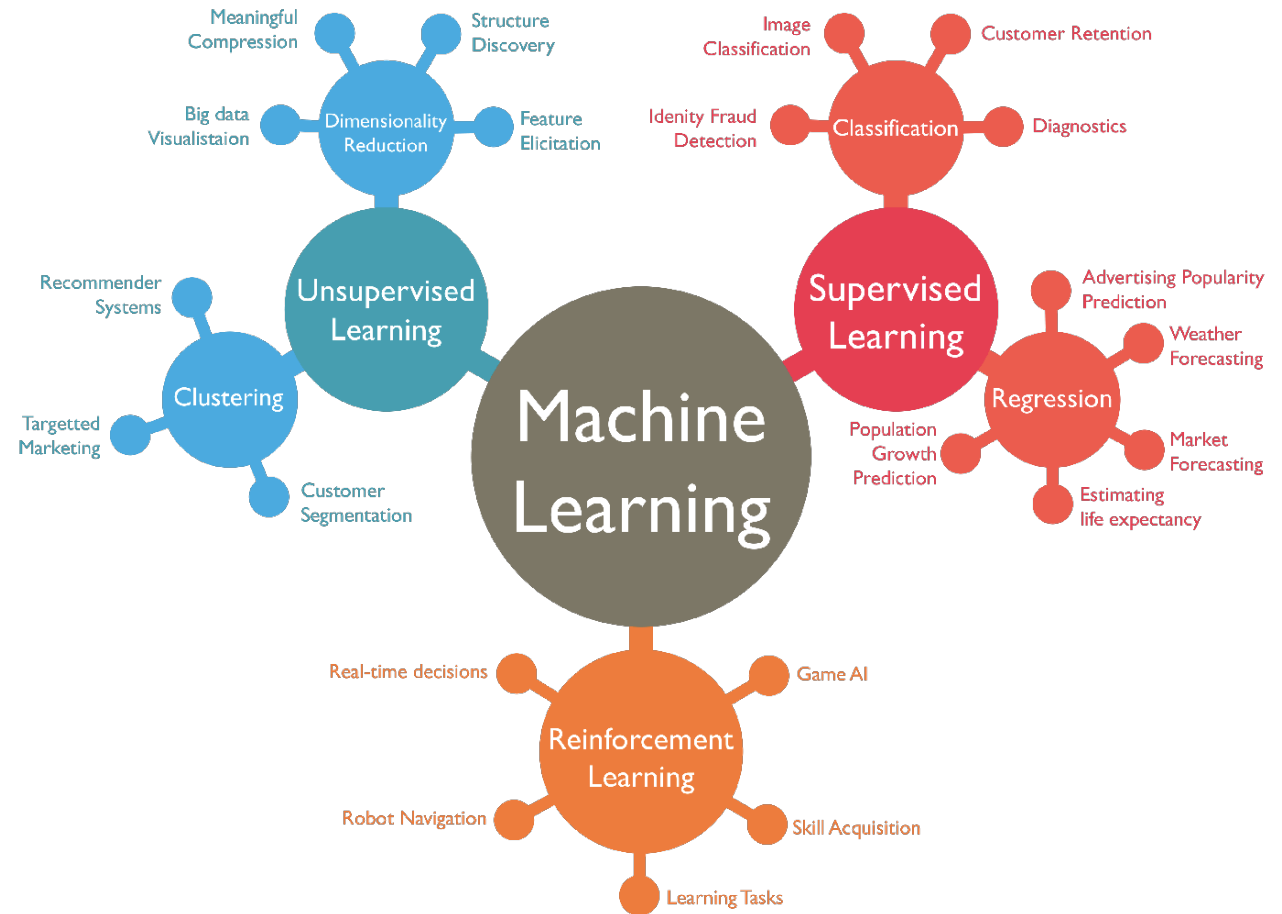 Meaningful
Compression
Structure
Discovery
Big data
Visualistaion
Dimensionality
Reduction
Feature
Elicitation
Image
Classification
Customer Retention
Idenity Fraud
Detection
Classification
Diagnostics
Unsupervised
Learning
Supervised
Learning
Recommender
Systems
Clustering
Targetted
Marketing
Customer
Segmentation
Machine
Learning
Advertising Popularity
Prediction
Weather
Forecasting
Regression
Population
Growth
Prediction
Market
Forecasting
Estimating
life expectancy
Real-time decisions
Game AI
Reinforcement
Learning
Robot Navigation
Skill Acquisition
Learning Tasks